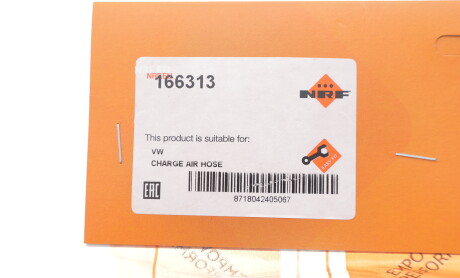 166313
NRF
This product is suitable for:
VW
CHARGE AIR HOSE
EAC
8718042405067